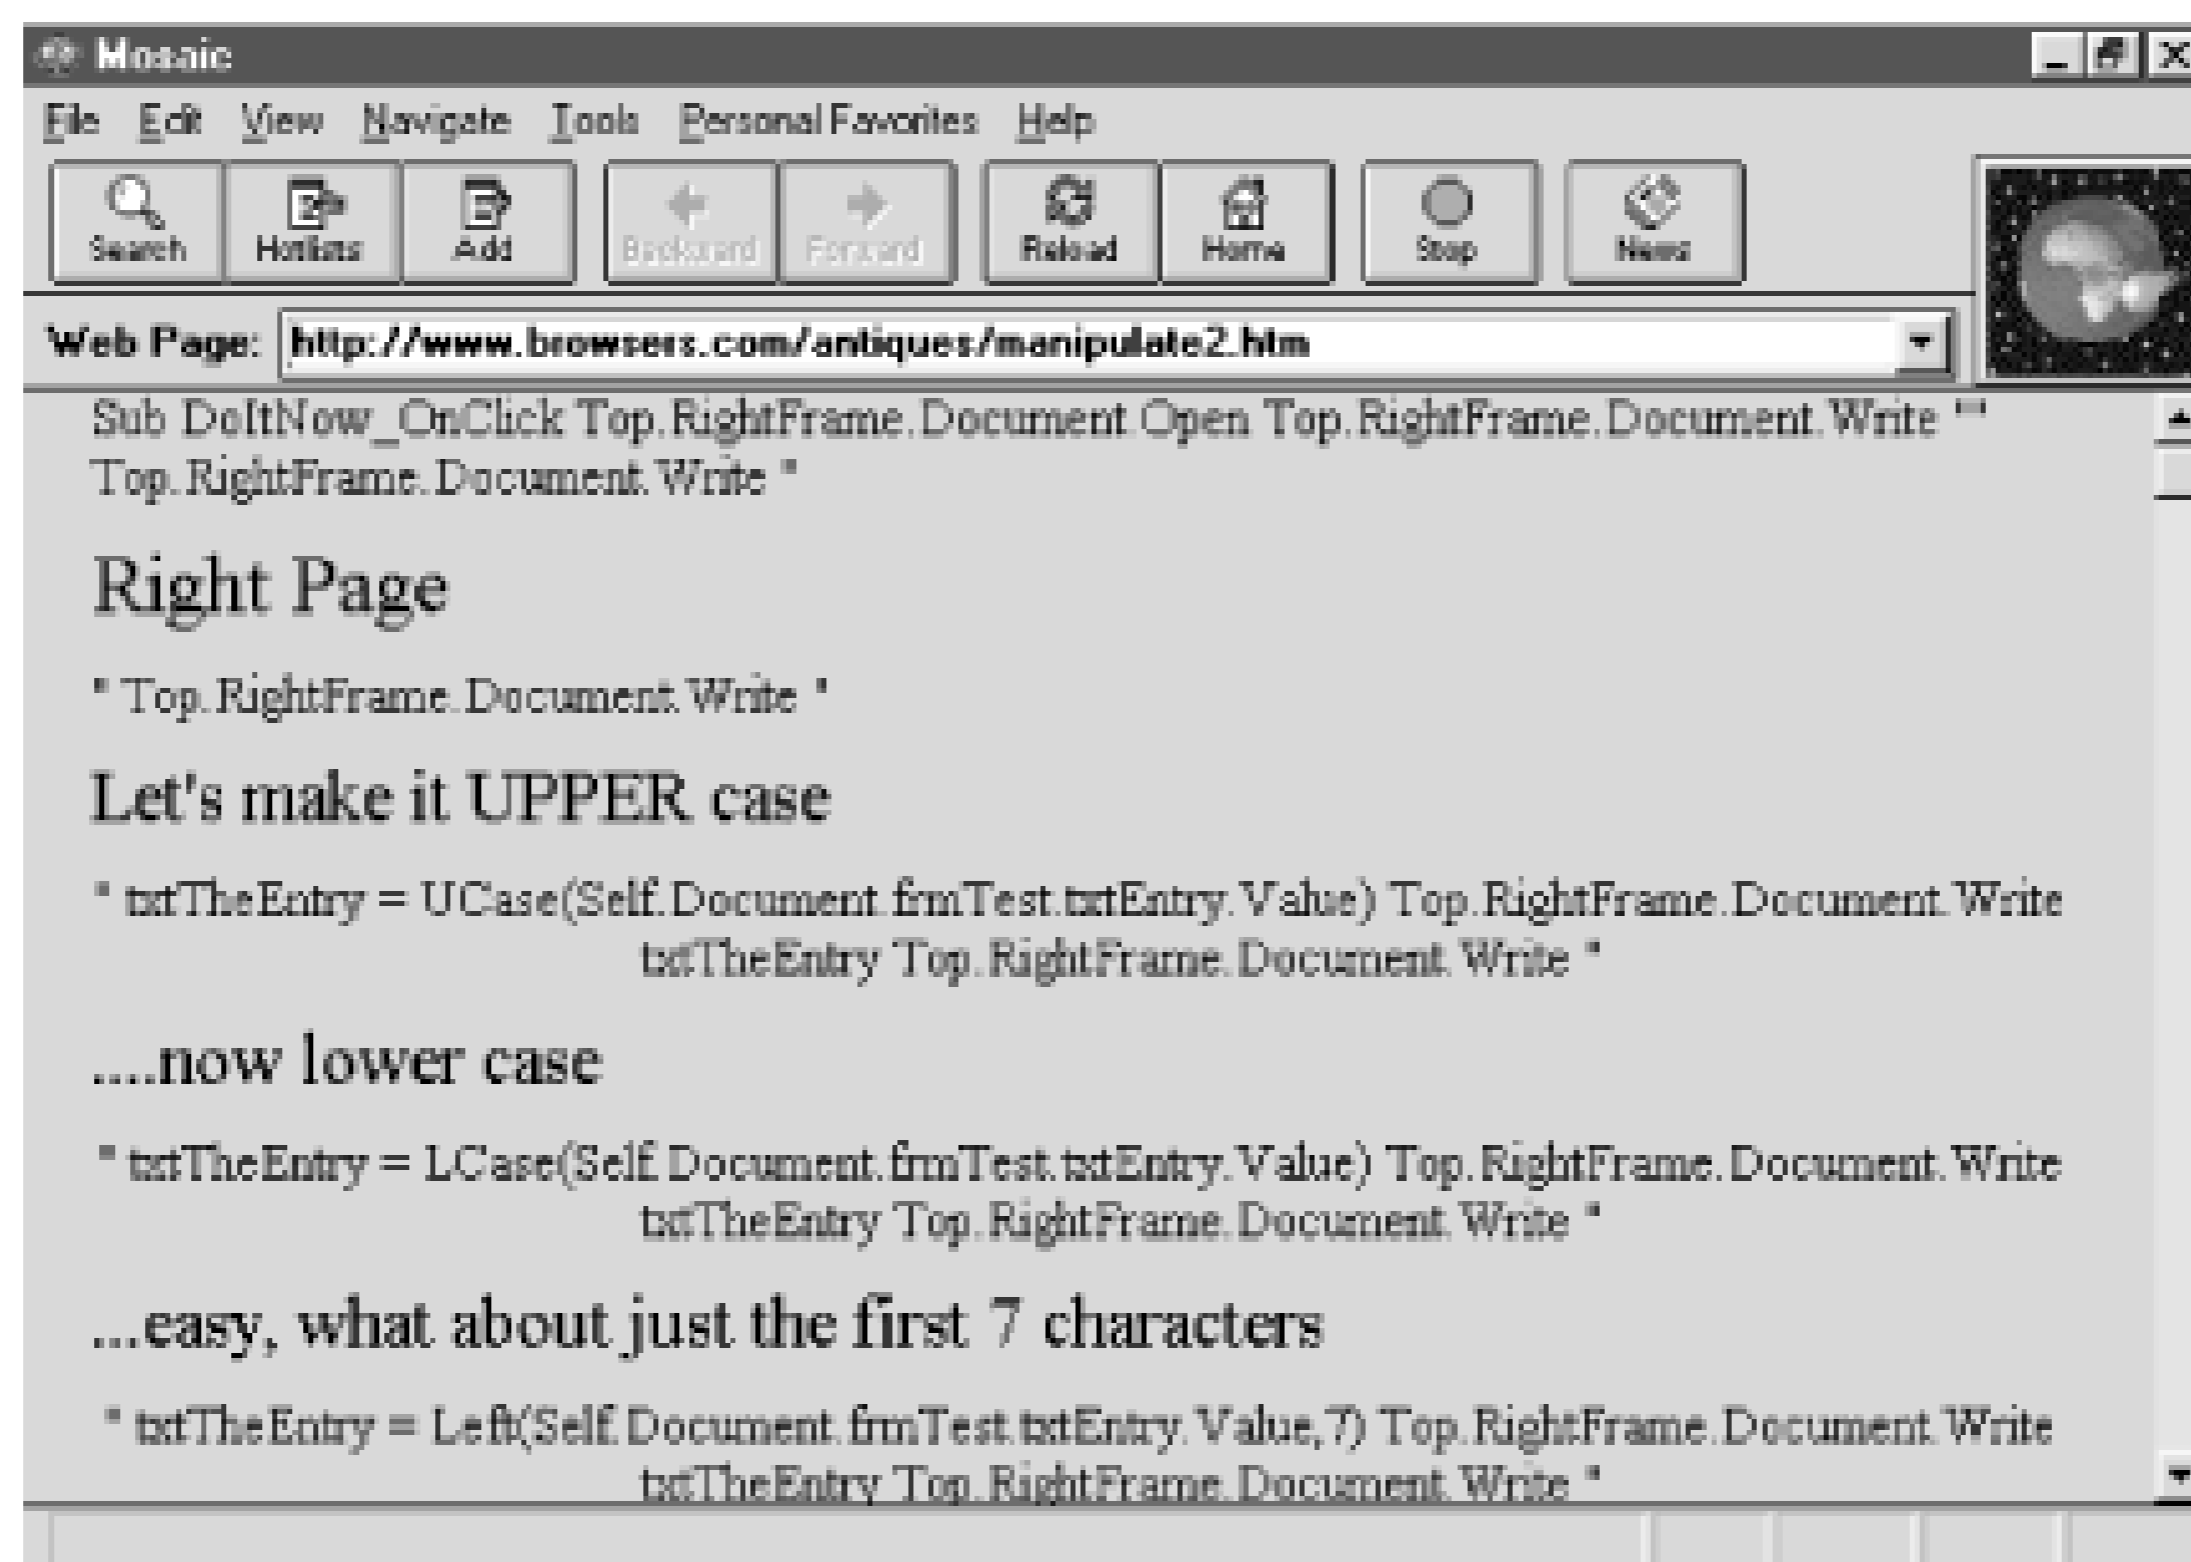 Mosaic
File Edit View Navigate Tools Personal Favorites Help
Search Hotlists Add Backward Forward Reload Home Stop News
Web Page: http://www.browsers.com/antiques/manipulate2.htm
Sub DoItNow_OnClick Top.RightFrame.Document.Open Top.RightFrame.Document.Write ""
Top.RightFrame.Document.Write "
Right Page
" Top.RightFrame.Document.Write "
Let's make it UPPER case
" txtTheEntry = UCase(Self.Document.frmTest.txtEntry.Value) Top.RightFrame.Document.Write
txtTheEntry Top.RightFrame.Document.Write "
....now lower case
" txtTheEntry = LCase(Self.Document.frmTest.txtEntry.Value) Top.RightFrame.Document.Write
txtTheEntry Top.RightFrame.Document.Write "
...easy, what about just the first 7 characters
" txtTheEntry = Left(Self.Document.frmTest.txtEntry.Value,7) Top.RightFrame.Document.Write
txtTheEntry Top.RightFrame.Document.Write "